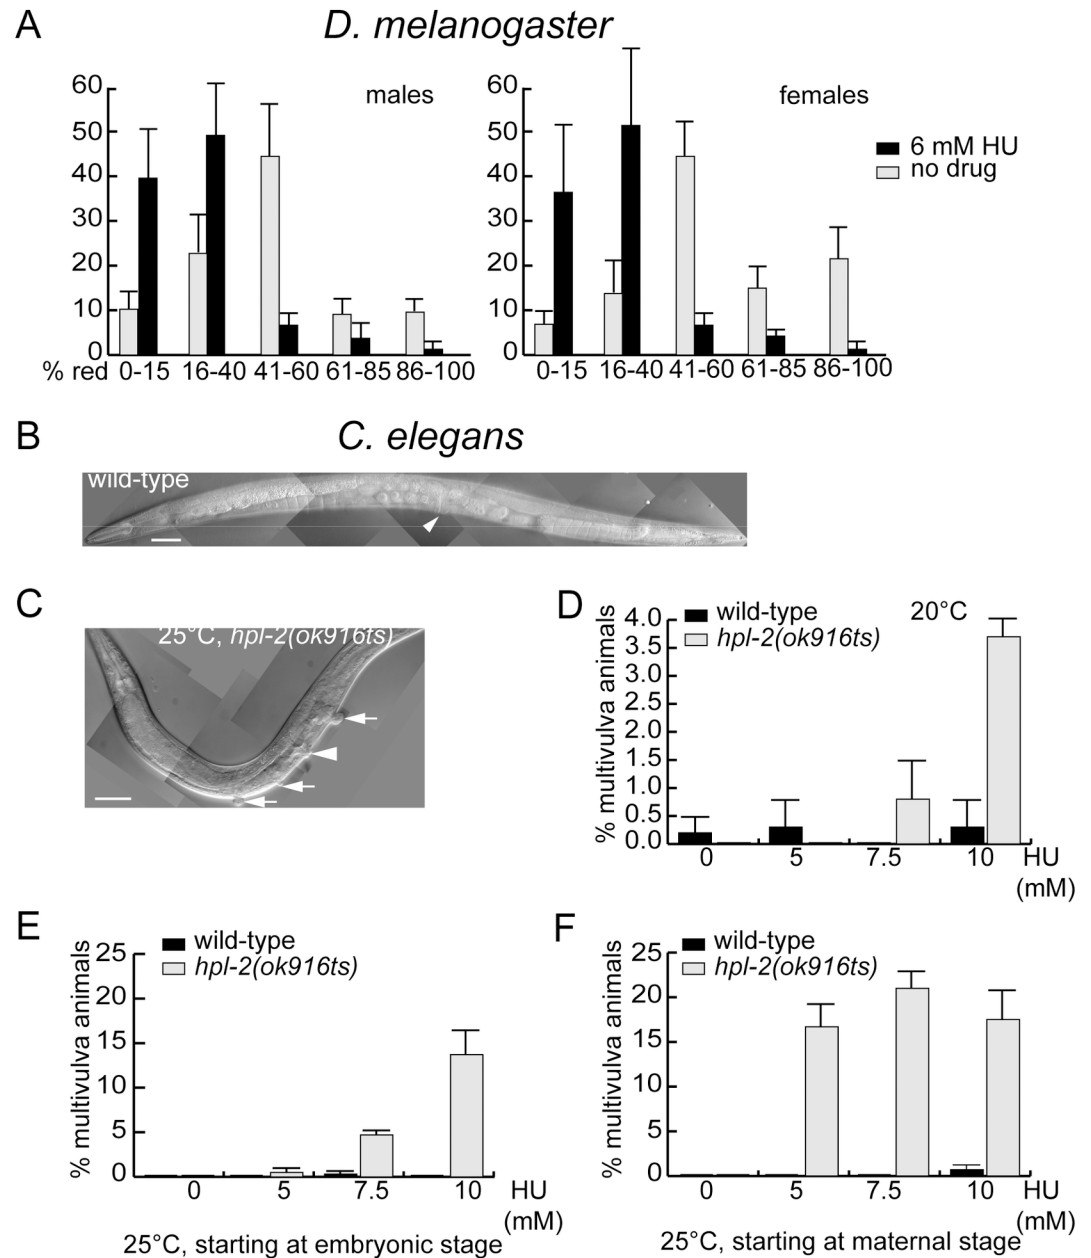 A
D. melanogaster
60
50
40
30
20
10
0
males
% red 0-15 16-40 41-60 61-85 86-100
60
50
40
30
20
10
0
females
0-15 16-40 41-60 61-85 86-100
6 mM HU
no drug
B
C. elegans
wild-type
C
25°C, hpl-2(ok916ts)
D
wild-type
hpl-2(ok916ts)
20°C
% multivulva animals
4.0
3.5
3.0
2.5
2.0
1.5
1.0
0.5
0.0
0 5 7.5 10 HU
(mM)
E
wild-type
hpl-2(ok916ts)
% multivulva animals
25
20
15
10
5
0
0 5 7.5 10 HU
(mM)
25°C, starting at embryonic stage
F
wild-type
hpl-2(ok916ts)
% multivulva animals
25
20
15
10
5
0
0 5 7.5 10 HU
(mM)
25°C, starting at maternal stage